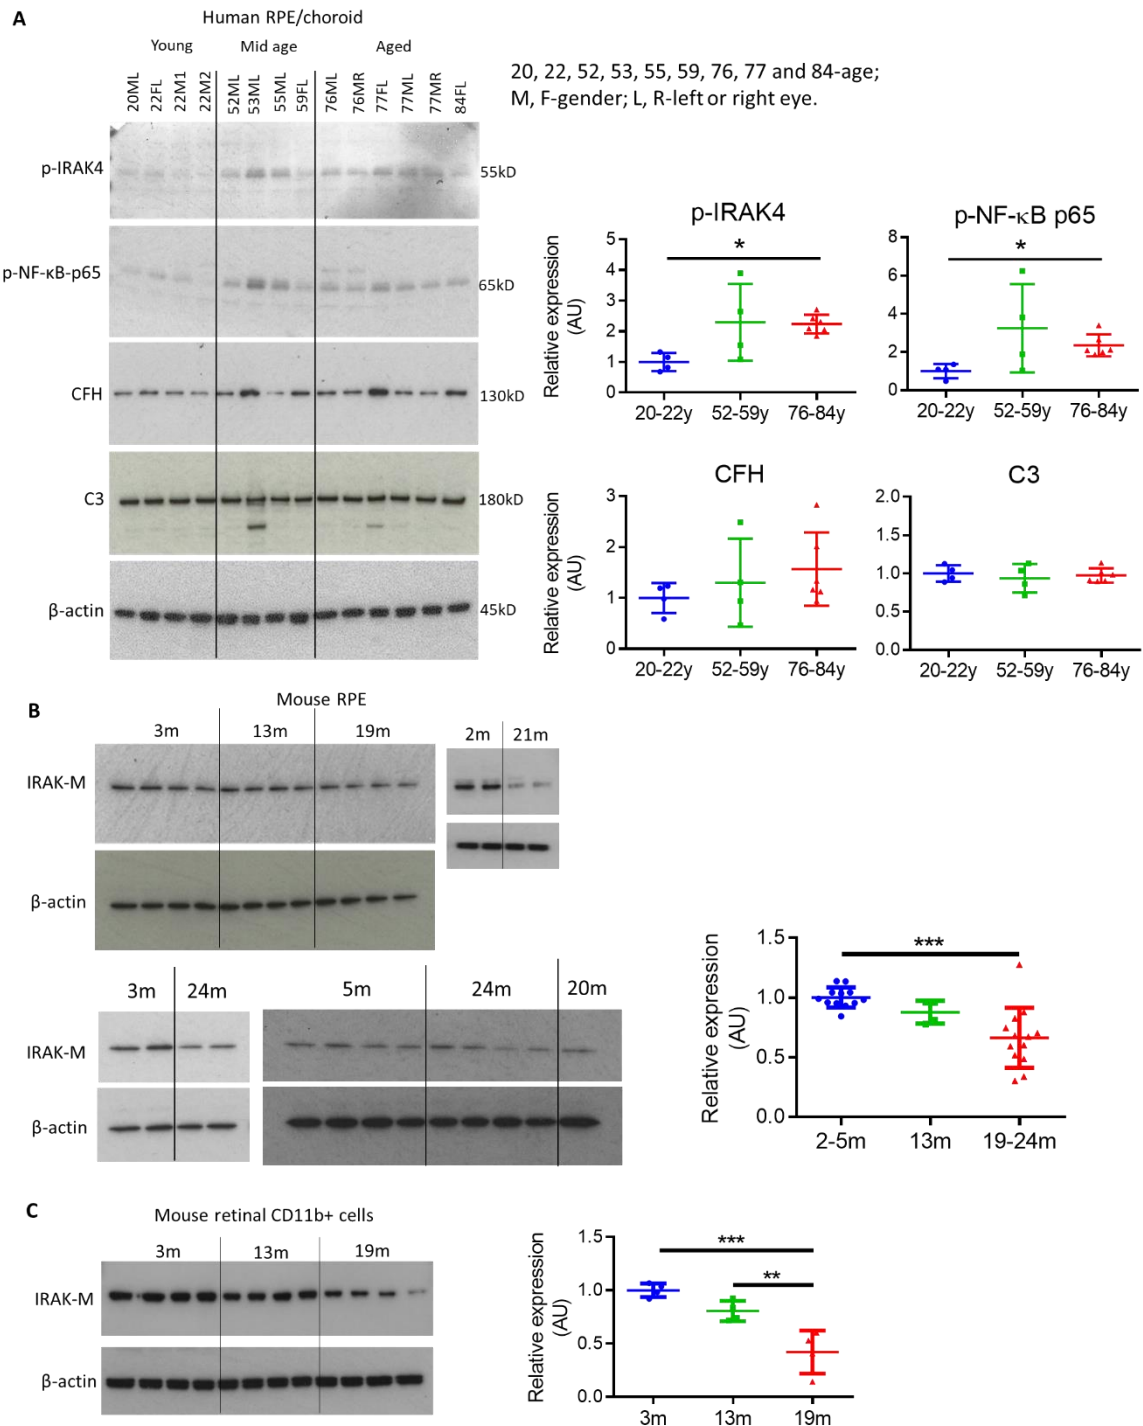 A
Human RPE/choroid
Young Mid age Aged
20ML 22FL 22M1 22M2 52ML 53ML 55ML 59FL 76ML 76MR 77FL 77ML 77MR 84FL
20, 22, 52, 53, 55, 59, 76, 77 and 84-age;
M, F-gender; L, R-left or right eye.
p-IRAK4 55kD
p-NF-κB-p65 65kD
CFH 130kD
C3 180kD
β-actin 45kD
p-IRAK4
Relative expression
(AU)
5
4
3
2
1
0
*
20-22y 52-59y 76-84y
p-NF-κB p65
8
6
4
2
0
*
20-22y 52-59y 76-84y
CFH
Relative expression
(AU)
3
2
1
0
20-22y 52-59y 76-84y
C3
2.0
1.5
1.0
0.5
0.0
20-22y 52-59y 76-84y
B
Mouse RPE
3m 13m 19m
2m 21m
IRAK-M
β-actin
3m 24m
5m 24m 20m
IRAK-M
β-actin
Relative expression
(AU)
1.5
1.0
0.5
0.0
***
2-5m 13m 19-24m
C
Mouse retinal CD11b+ cells
3m 13m 19m
IRAK-M
β-actin
Relative expression
(AU)
1.5
1.0
0.5
0.0
***
**
3m 13m 19m